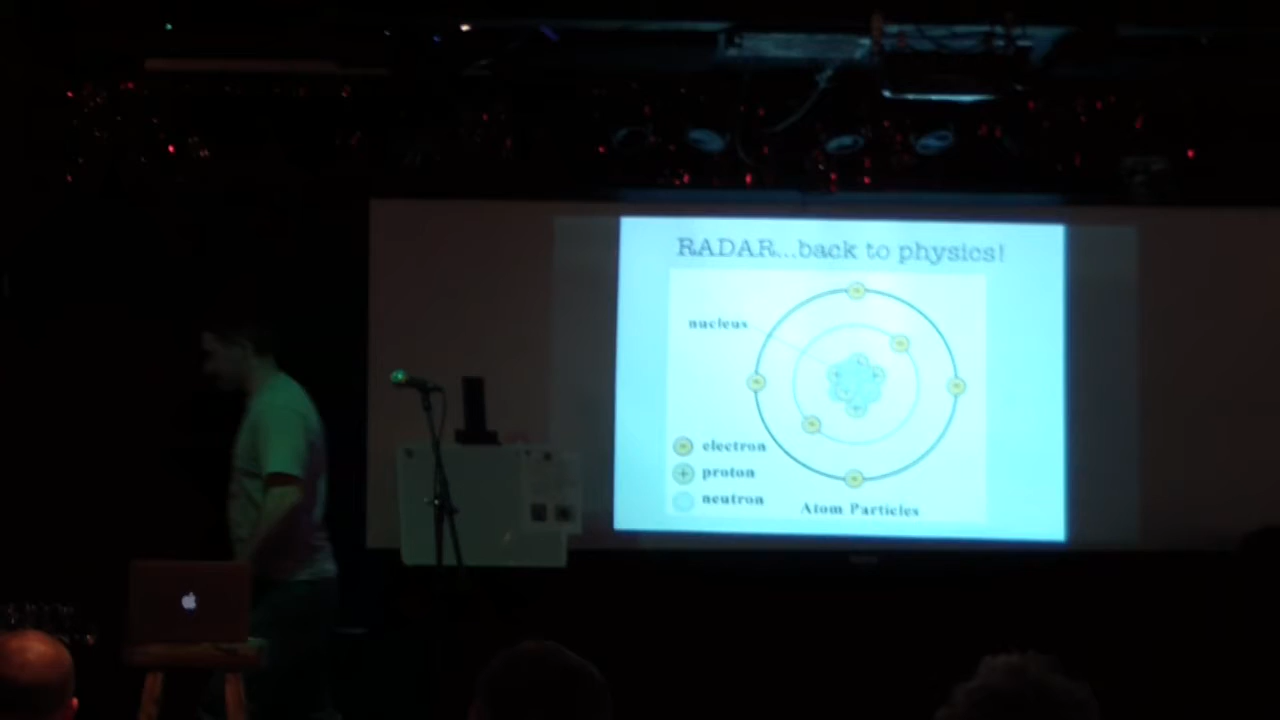 RADAR...back to physics!
nucleus
electron
proton
neutron
Atom Particles